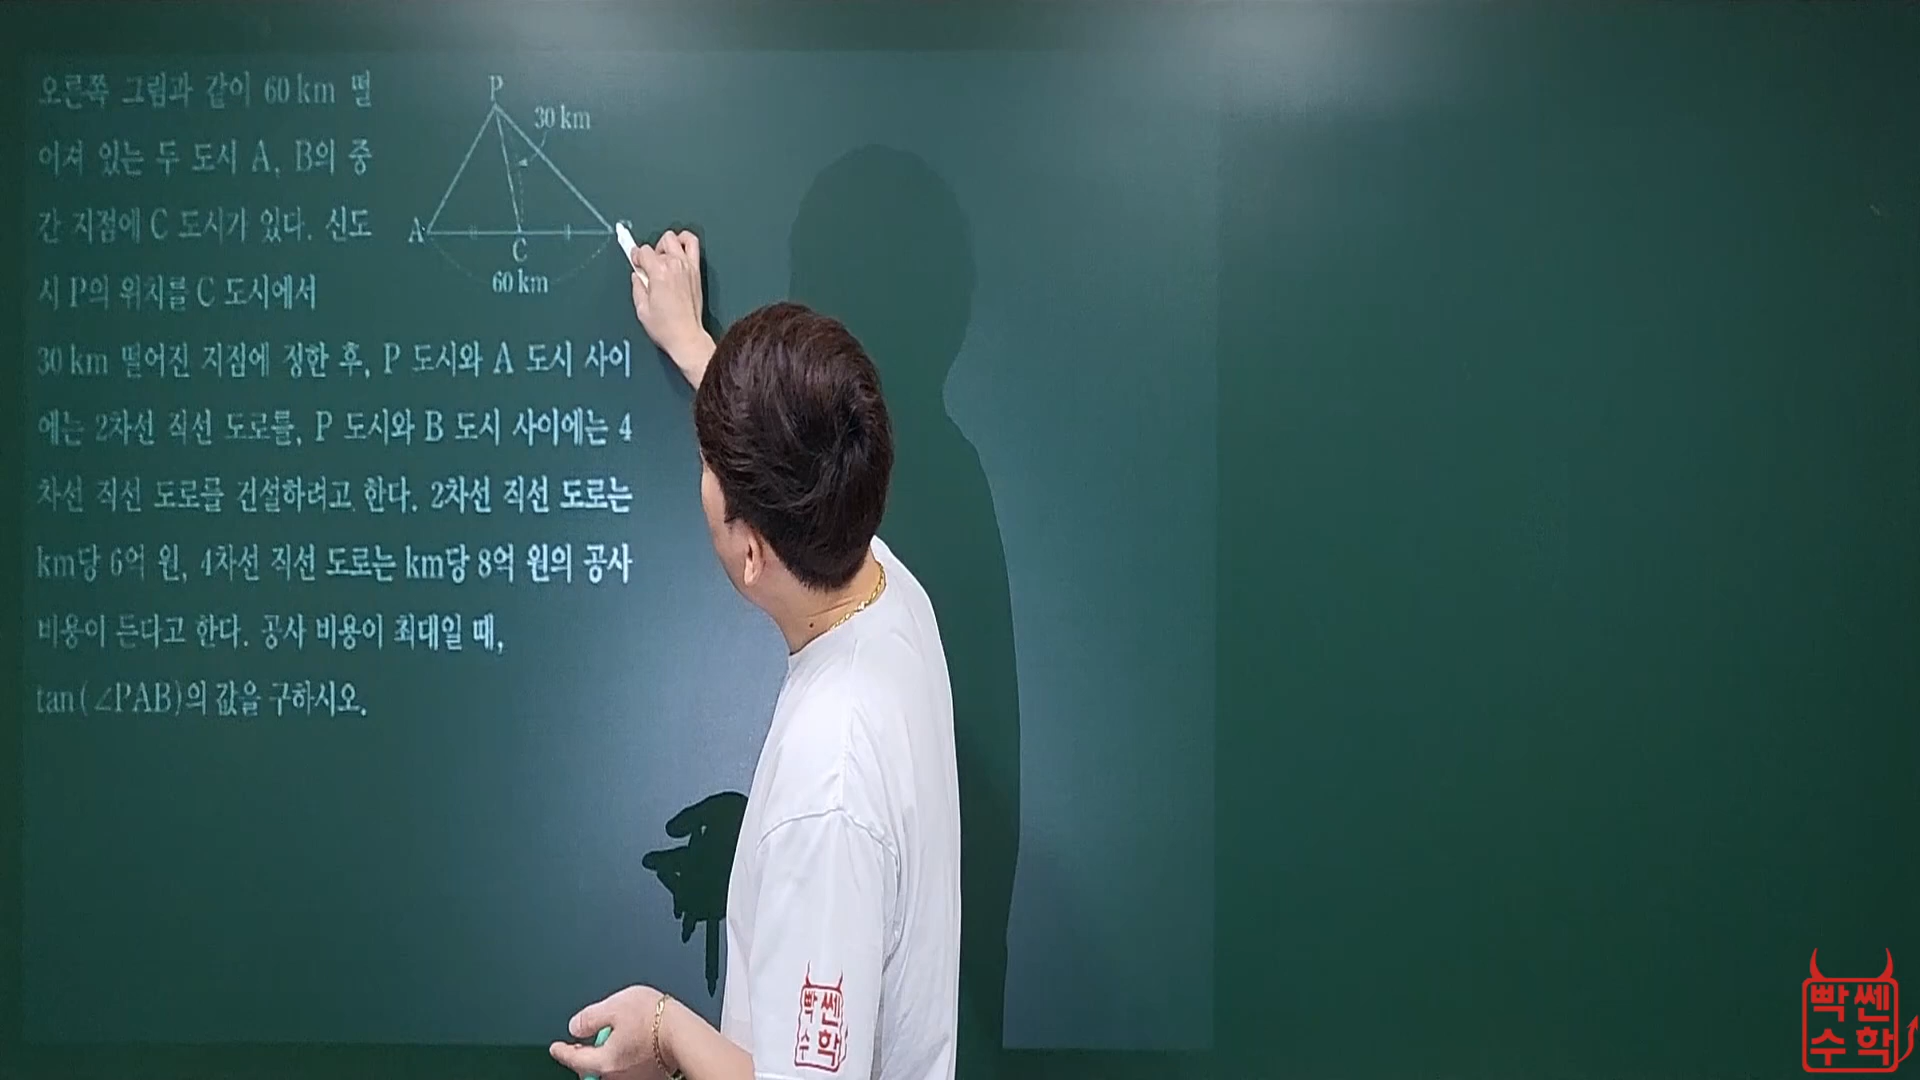 오른쪽 그림과 같이 60 km 떨
어져 있는 두 도시 A, B의 중
간 지점에 C 도시가 있다. 신도
시 P의 위치를 C 도시에서
30 km 떨어진 지점에 정한 후, P 도시와 A 도시 사이
에는 2차선 직선 도로를, P 도시와 B 도시 사이에는 4
차선 직선 도로를 건설하려고 한다. 2차선 직선 도로는
km당 6억 원, 4차선 직선 도로는 km당 8억 원의 공사
비용이 든다고 한다. 공사 비용이 최대일 때,
tan(∠PAB)의 값을 구하시오.
P
30 km
A
C
60 km
빡쎈
수학
빡쎈
수학